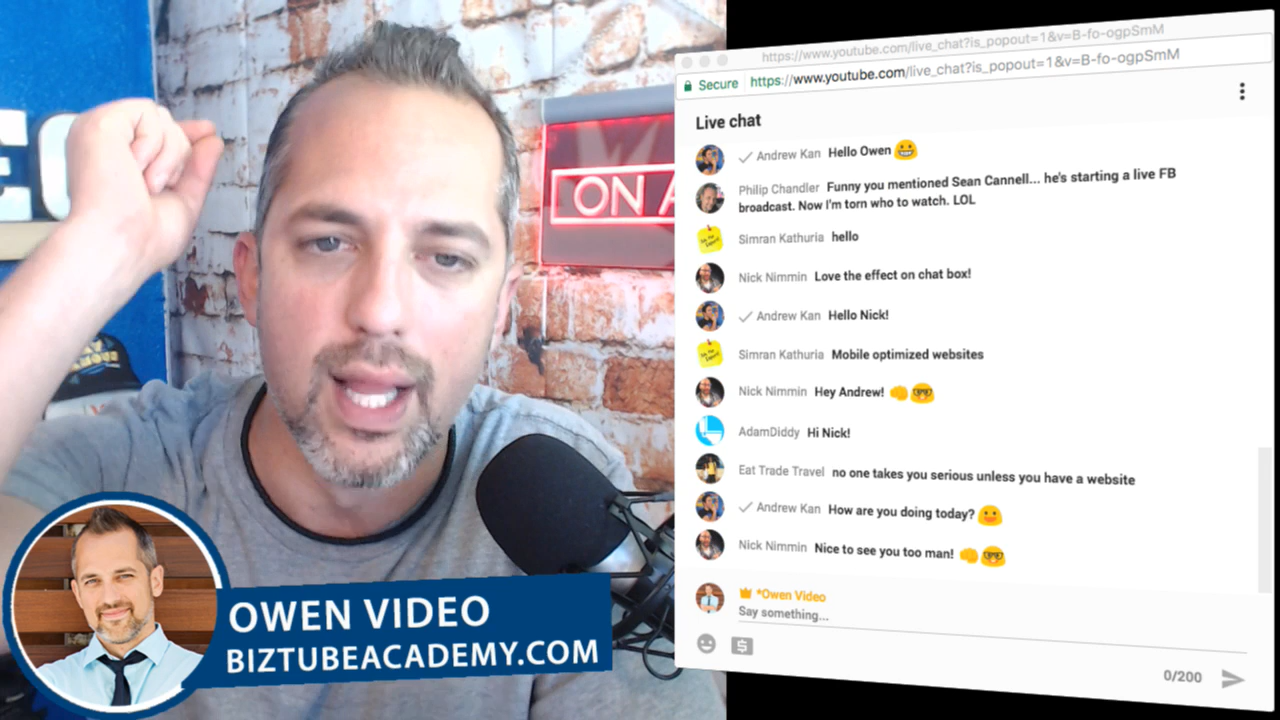 EO
ON A
https://www.youtube.com/live_chat?is_popout=1&v=B-fo-ogpSmM
Secure https://www.youtube.com/live_chat?is_popout=1&v=B-fo-ogpSmM
Live chat
Andrew Kan Hello Owen
Philip Chandler Funny you mentioned Sean Cannell... he's starting a live FB
broadcast. Now I'm torn who to watch. LOL
Simran Kathuria hello
Nick Nimmin Love the effect on chat box!
Andrew Kan Hello Nick!
Simran Kathuria Mobile optimized websites
Nick Nimmin Hey Andrew!
AdamDiddy Hi Nick!
Eat Trade Travel no one takes you serious unless you have a website
Andrew Kan How are you doing today?
Nick Nimmin Nice to see you too man!
*Owen Video
Say something...
0/200
OWEN VIDEO
BIZTUBEACADEMY.COM